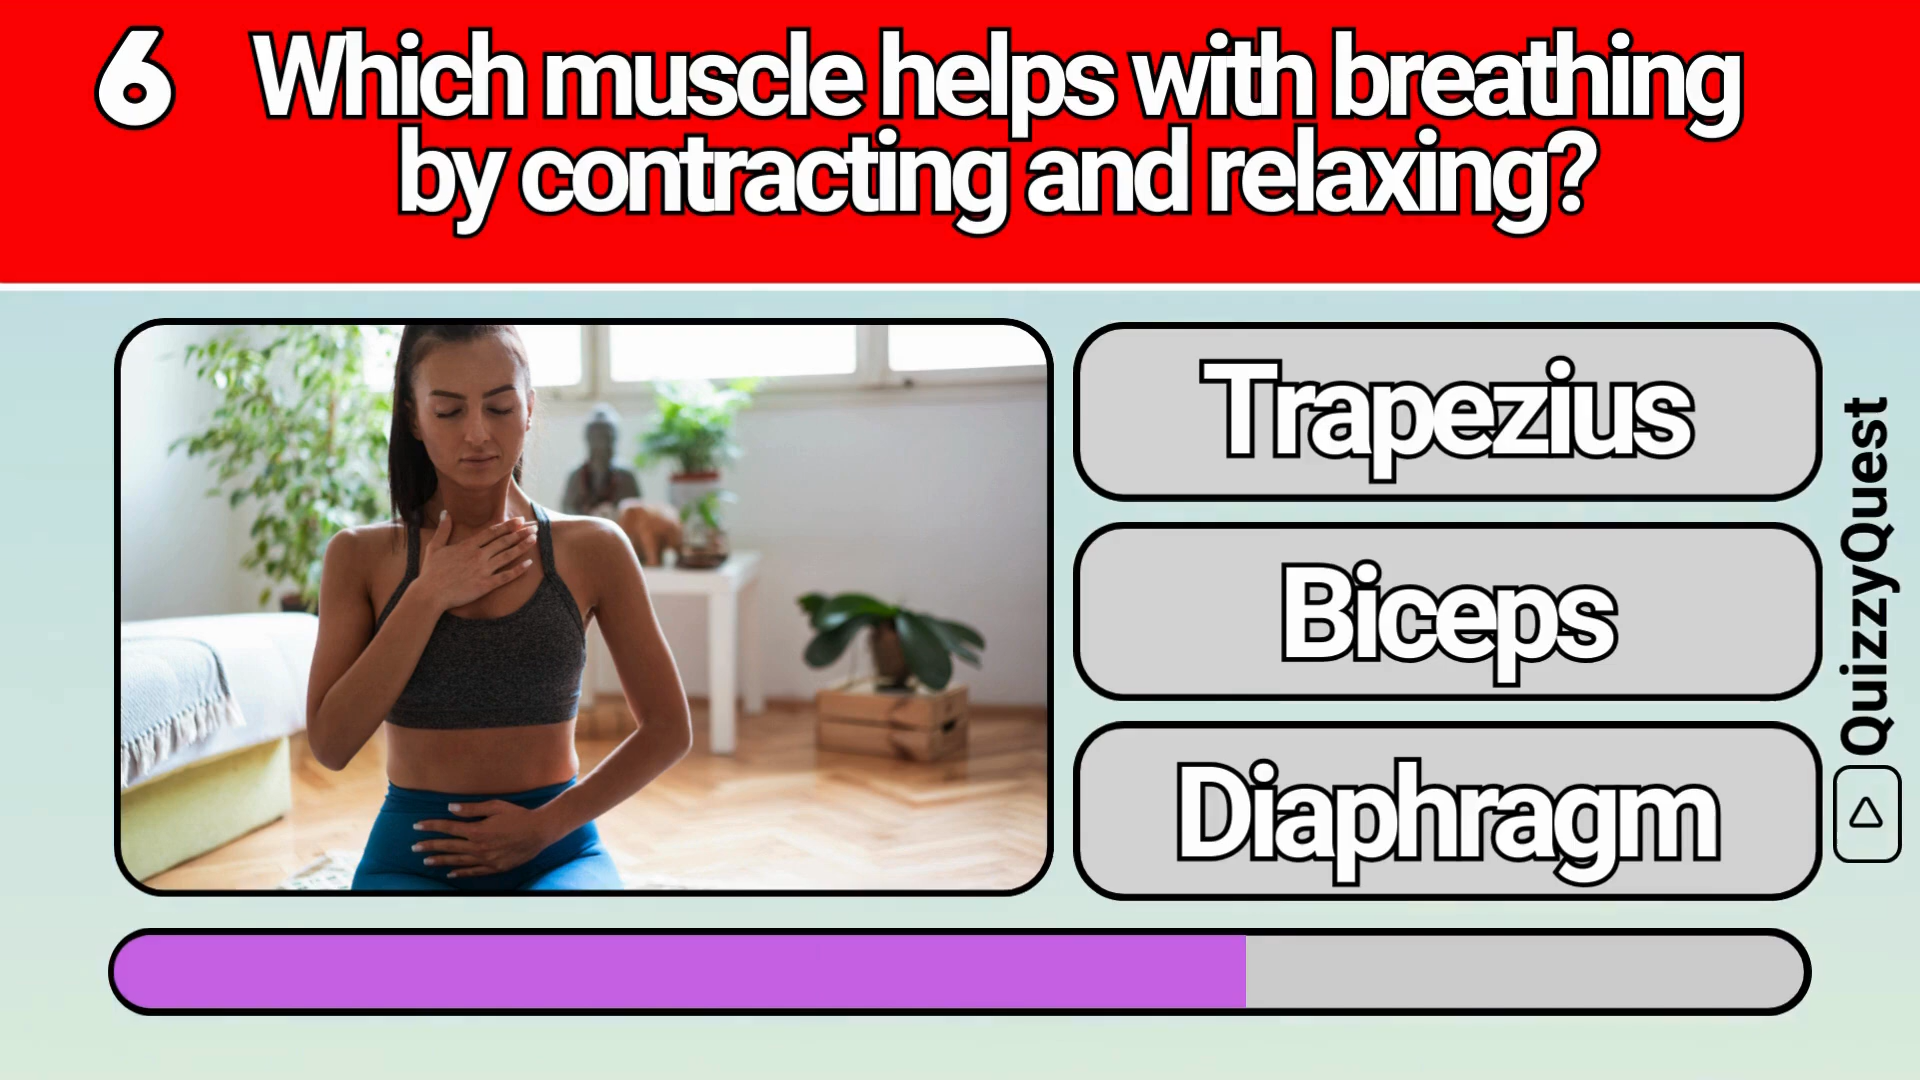 6
Which muscle helps with breathing
by contracting and relaxing?
Trapezius
Biceps
Diaphragm
QuizzyQuest